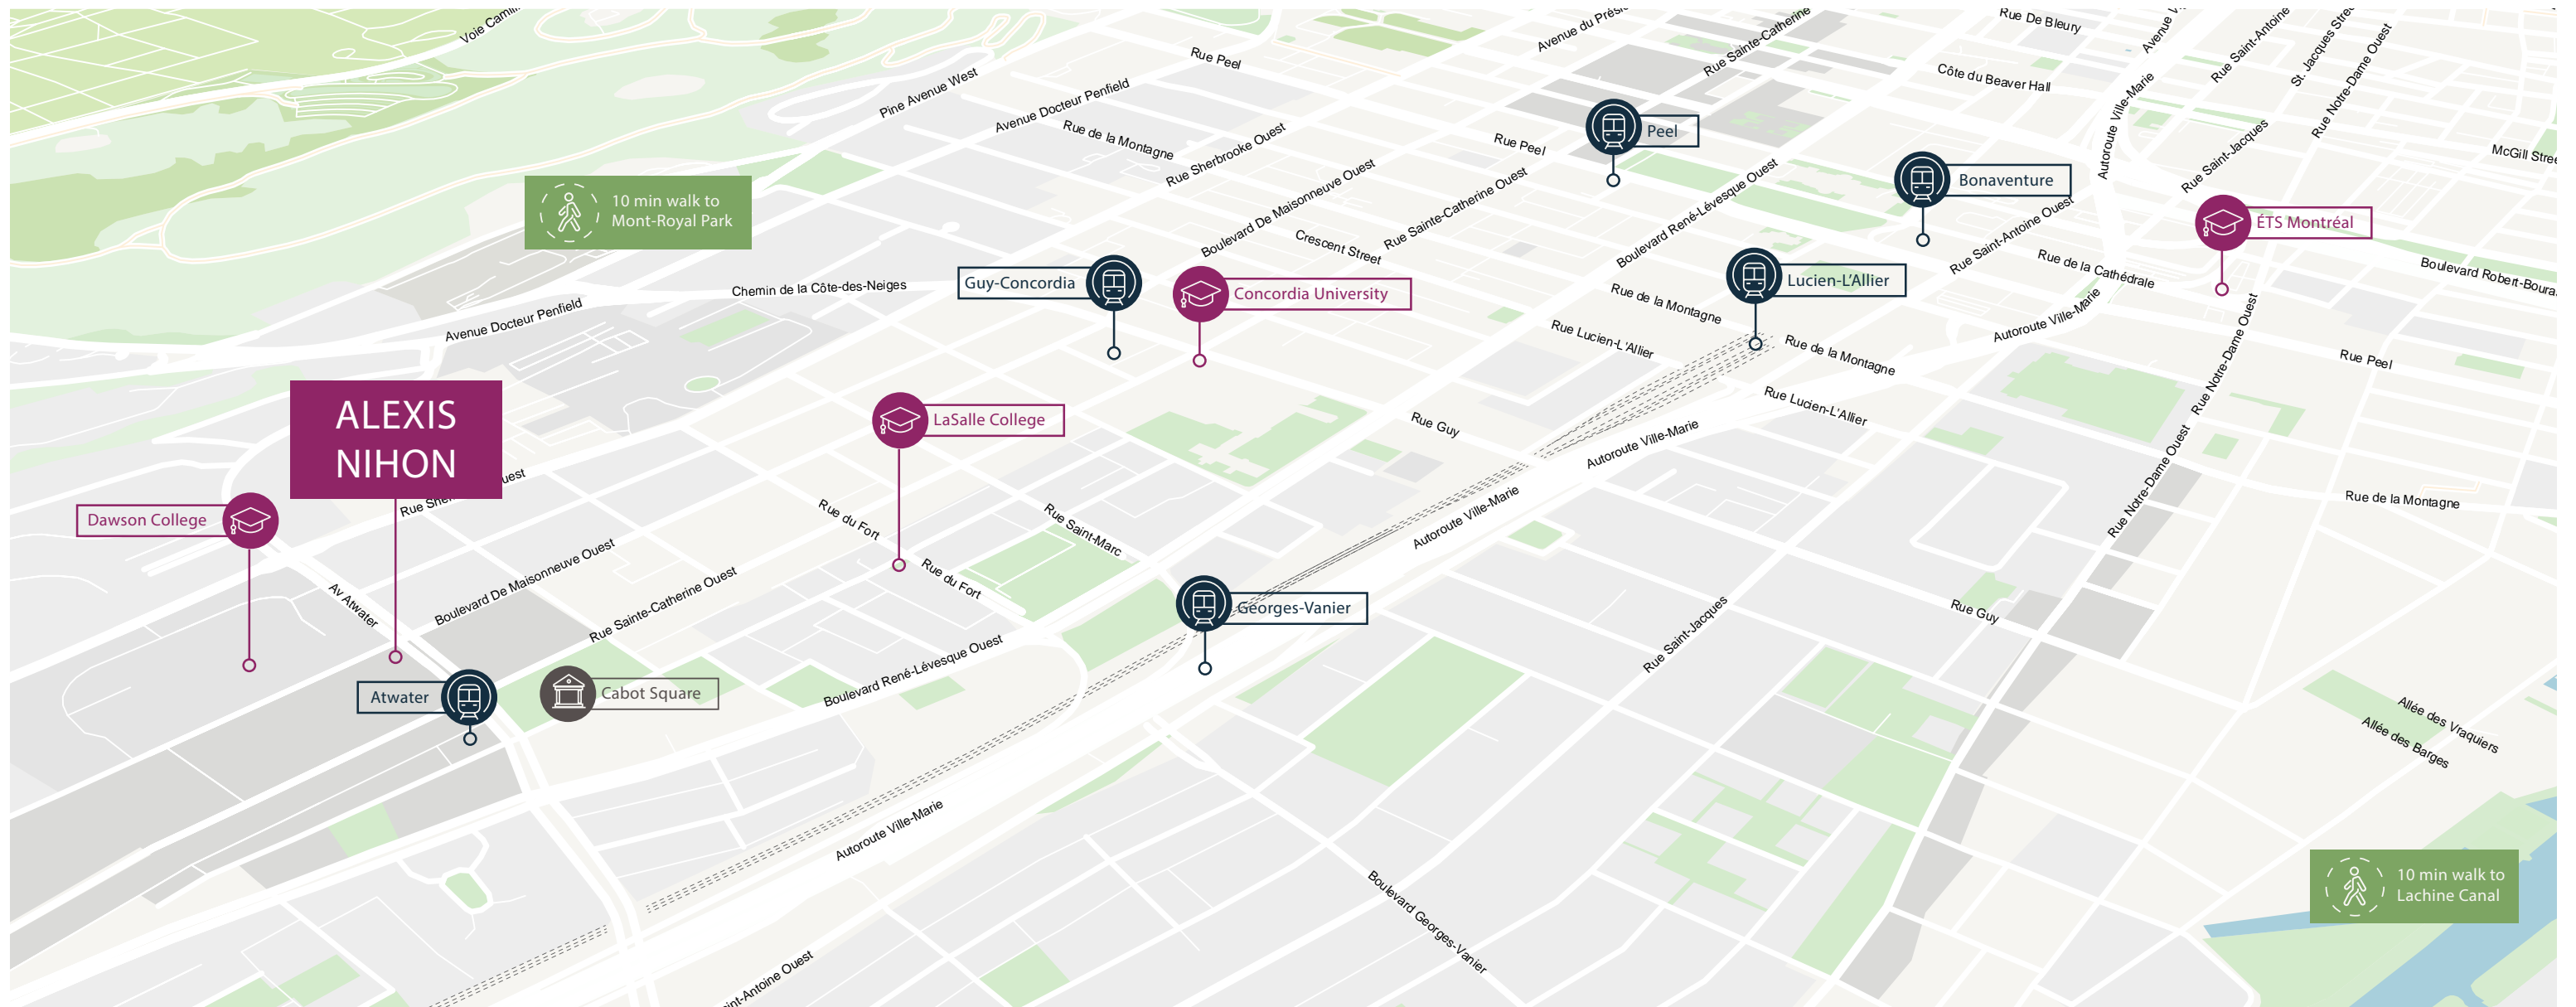 Voie Camill
Rue Peel
Avenue du Prési
Rue Sainte-Catherine
Rue De Bleury
Avenue Vi
Rue Saint-Antoine
St. Jacques Stree
Rue Notre-Dame Ouest
Pine Avenue West
Avenue Docteur Penfield
Côte du Beaver Hall
Autoroute Ville-Marie
Rue de la Montagne
Rue Sherbrooke Ouest
Rue Peel
Peel
Rue Saint-Jacques
McGill Stree
10 min walk to
Mont-Royal Park
Boulevard De Maisonneuve Ouest
Rue Sainte-Catherine Ouest
Boulevard René-Lévesque Ouest
Bonaventure
ÉTS Montréal
Crescent Street
Rue Saint-Antoine Ouest
Rue de la Cathédrale
Boulevard Robert-Bouras
Chemin de la Côte-des-Neiges
Guy-Concordia
Concordia University
Lucien-L’Allier
Rue de la Montagne
Avenue Docteur Penfield
Rue Lucien-L'Allier
Autoroute Ville-Marie
Rue de la Montagne
Rue Notre-Dame Ouest
Rue Peel
ALEXIS
NIHON
LaSalle College
Rue Guy
Rue Lucien-L'Allier
Autoroute Ville-Marie
Rue Notre-Dame Ouest
Rue She
uest
Dawson College
Rue du Fort
Rue Saint-Marc
Autoroute Ville-Marie
Rue de la Montagne
Av Atwater
Boulevard De Maisonneuve Ouest
Rue Sainte-Catherine Ouest
Rue du Fort
Georges-Vanier
Rue Saint-Jacques
Rue Guy
Atwater
Cabot Square
Boulevard René-Lévesque Ouest
Allée des Vraquiers
Allée des Barges
Autoroute Ville-Marie
10 min walk to
Lachine Canal
Boulevard Georges-Vanier
int-Antoine Ouest